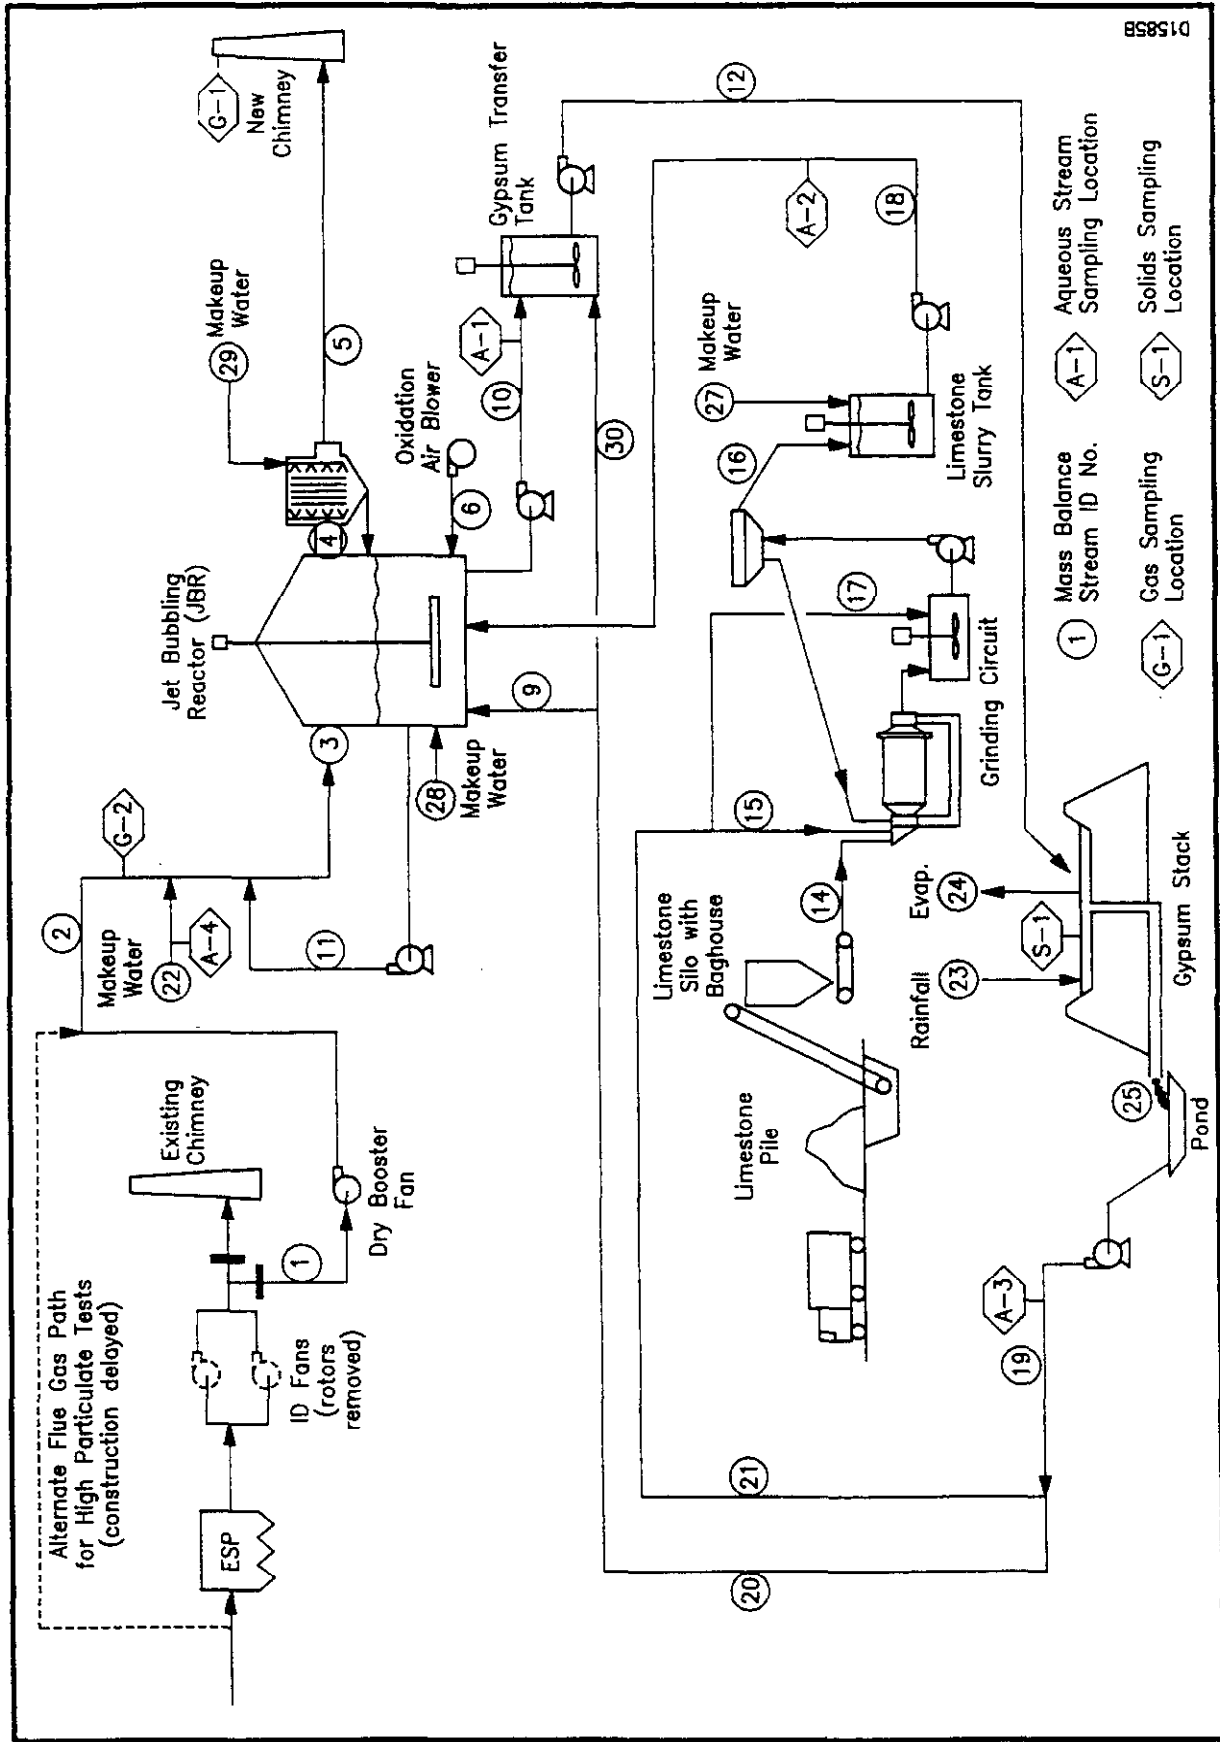 Alternate Flue Gas Path
for High Particulate Tests
(construction delayed)
ESP
ID Fans
(rotors
removed)
Existing
Chimney
1
Dry Booster
Fan
2
G-2
Makeup
Water
22
A-4
11
3
Jet Bubbling
Reactor (JBR)
28
Makeup
Water
9
4
29
Makeup
Water
5
G-1
New
Chimney
Oxidation
Air Blower
6
10
A-1
Gypsum Transfer
Tank
30
12
A-2
18
Makeup
Water
27
16
Limestone
Slurry Tank
17
15
14
Grinding Circuit
Limestone
Silo with
Baghouse
Limestone
Pile
21
20
19
A-3
Pond
25
Rainfall
23
S-1
Evap.
24
Gypsum Stack
1
Mass Balance
Stream ID No.
A-1
Aqueous Stream
Sampling Location
G-1
Gas Sampling
Location
S-1
Solids Sampling
Location
D15858